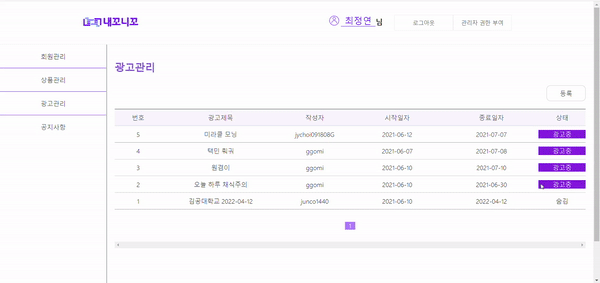 내꼬니꼬
최정연 님
로그아웃
관리자 권한 부여
회원관리
상품관리
광고관리
공지사항
광고관리
등록
번호 광고제목 작성자 시작일자 종료일자 상태
5 미라클 모닝 jychoi091808G 2021-06-12 2021-07-07 광고중
4 택민 획귀 ggomi 2021-06-07 2021-07-08 광고중
3 원겸이 ggomi 2021-06-10 2021-07-10 광고중
2 오늘 하루 채식주의 ggomi 2021-06-10 2021-06-30 광고중
1 김공대학교 2022-04-12 junco1440 2021-06-10 2022-04-12 숨김
1